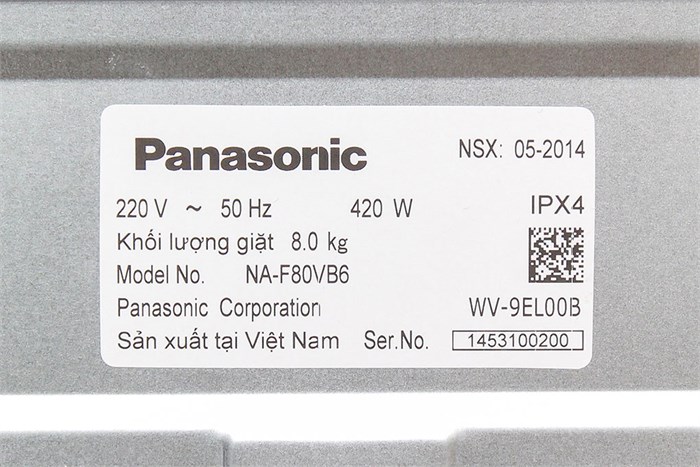 Panasonic NSX: 05-2014
220 V ~ 50 Hz 420 W IPX4
Khối lượng giặt 8.0 kg
Model No. NA-F80VB6
Panasonic Corporation WV-9EL00B
Sản xuất tại Việt Nam Ser.No. 1453100200